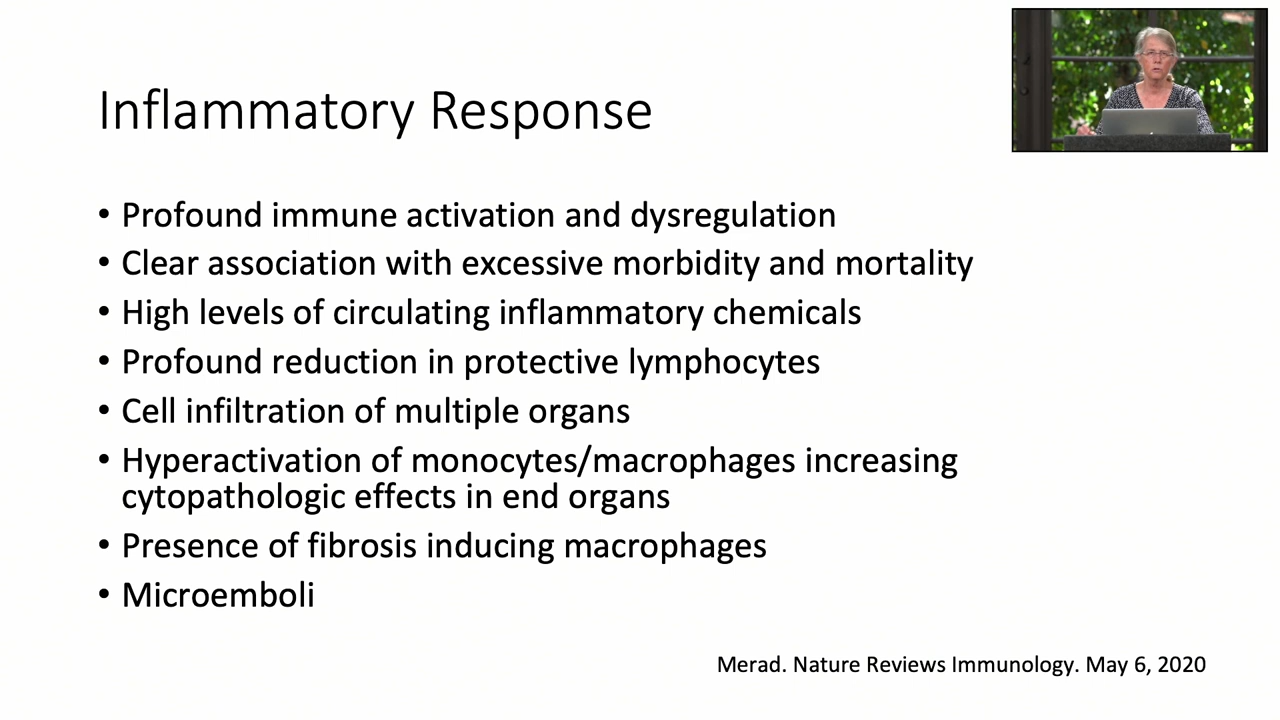 Inflammatory Response
• Profound immune activation and dysregulation
• Clear association with excessive morbidity and mortality
• High levels of circulating inflammatory chemicals
• Profound reduction in protective lymphocytes
• Cell infiltration of multiple organs
• Hyperactivation of monocytes/macrophages increasing
cytopathologic effects in end organs
• Presence of fibrosis inducing macrophages
• Microemboli
Merad. Nature Reviews Immunology. May 6, 2020